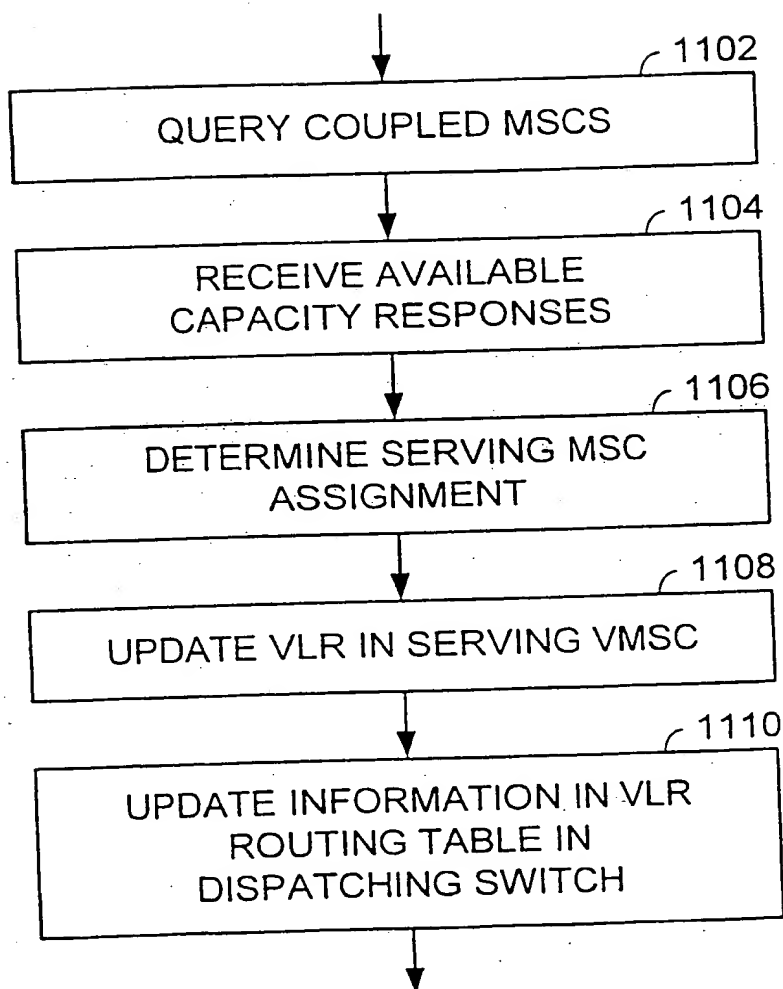 1102
QUERY COUPLED MSCS
1104
RECEIVE AVAILABLE
CAPACITY RESPONSES
1106
DETERMINE SERVING MSC
ASSIGNMENT
1108
UPDATE VLR IN SERVING VMSC
1110
UPDATE INFORMATION IN VLR
ROUTING TABLE IN
DISPATCHING SWITCH